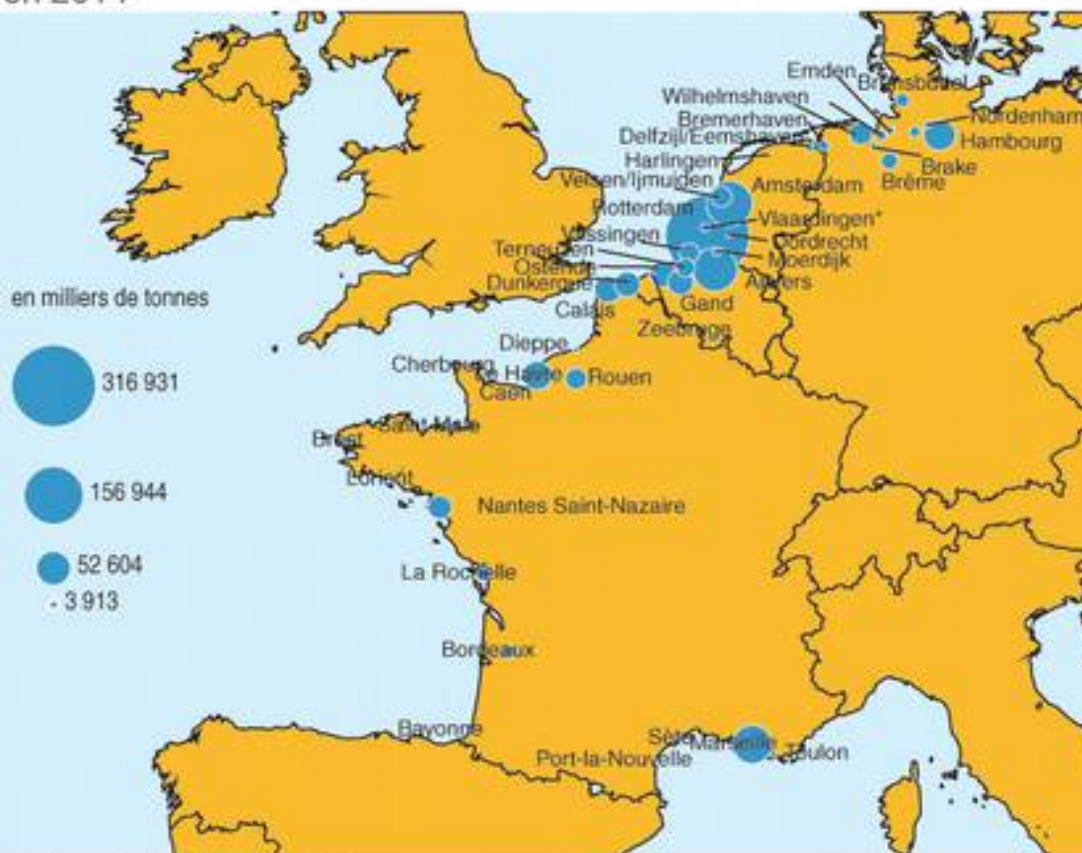 en 2014
Emden
Brunsbüttel
Wilhelmshaven
Bremerhaven
Nordenham
Delfzijl/Eemshaven
Hambourg
Harlingen
Brake
Velsen/Ijmuiden
Amsterdam
Brême
Rotterdam
Vlaardingen*
Vlissingen
Dordrecht
Terneuzen
Moerdijk
Ostende
Dunkerque
Anvers
en milliers de tonnes
Calais
Gand
Zeebruge
Dieppe
Cherbourg
Le Havre
Rouen
316 931
Caen
Saint Malo
Brest
Lorient
156 944
Nantes Saint-Nazaire
52 604
La Rochelle
3 913
Bordeaux
Bayonne
Sète
Marseille
Toulon
Port-la-Nouvelle